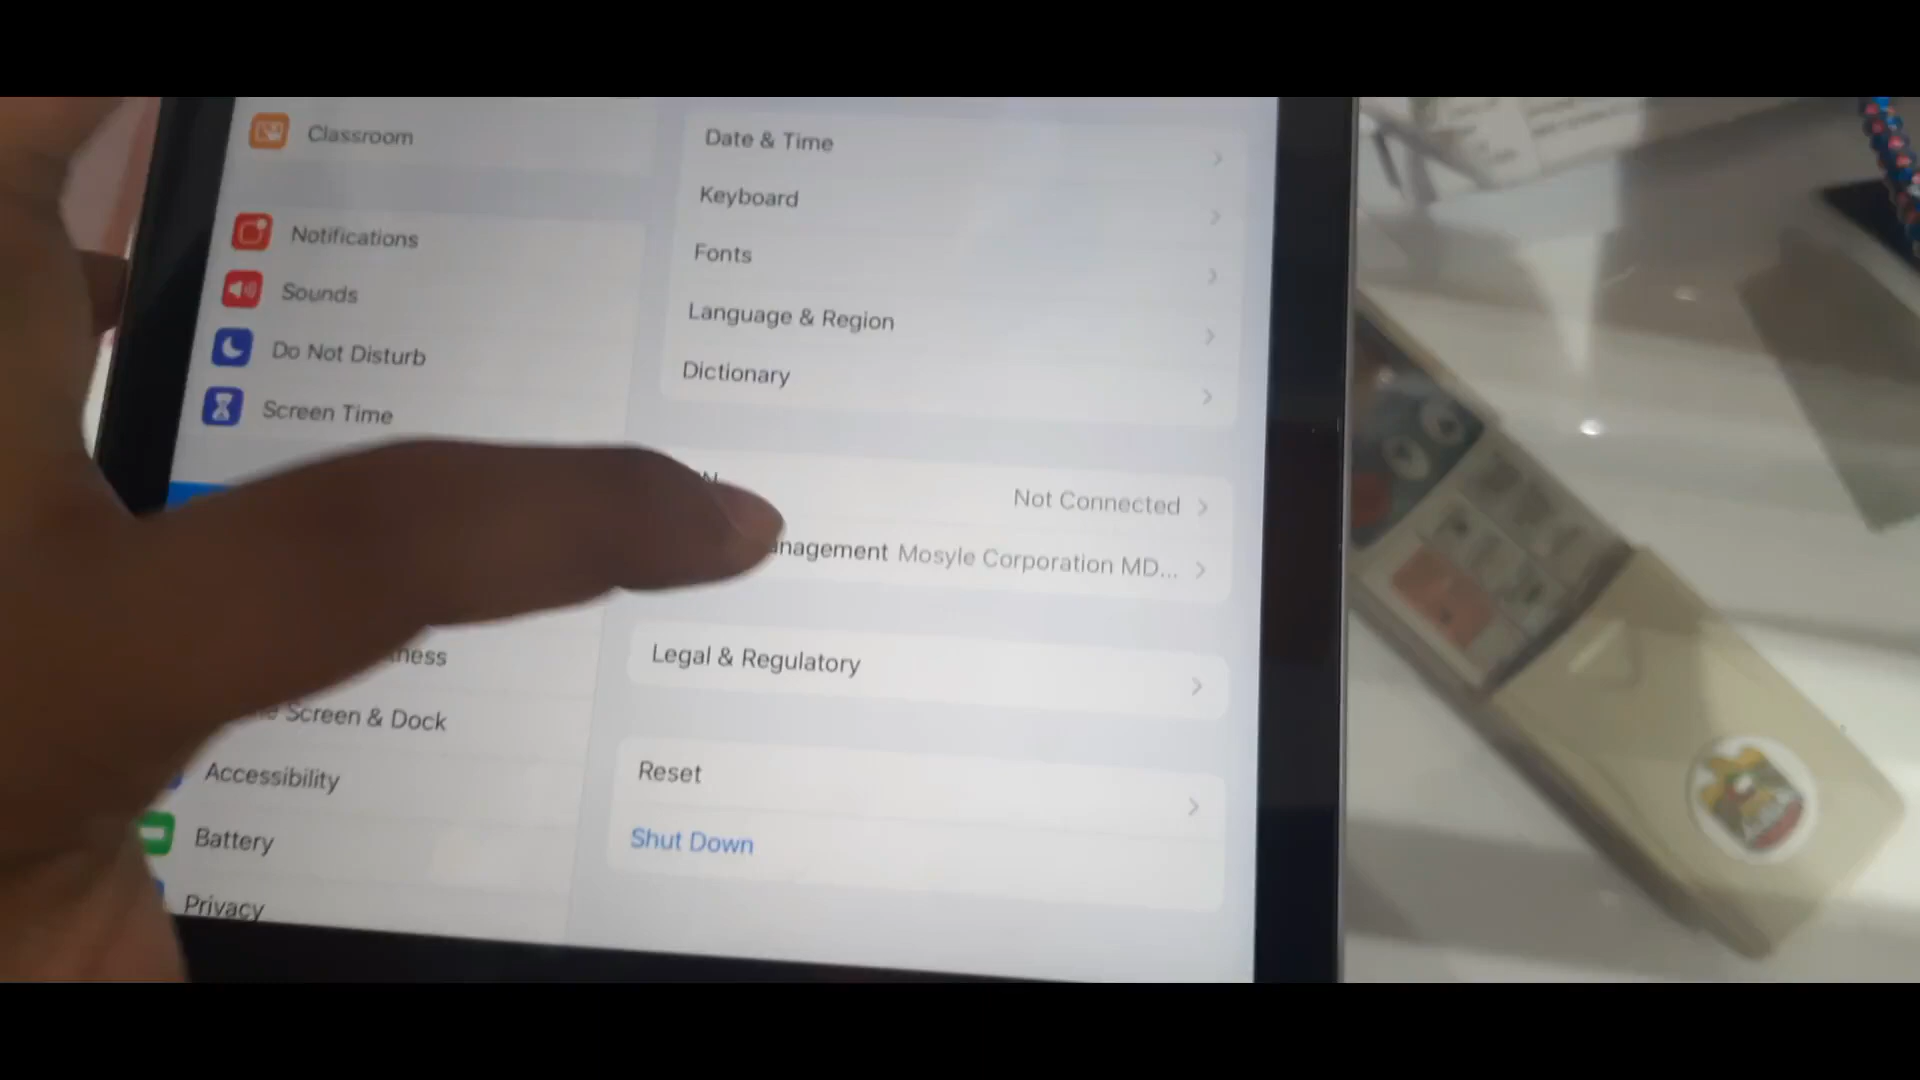 Classroom
Notifications
Sounds
Do Not Disturb
Screen Time
ness
Screen & Dock
Accessibility
Battery
Privacy
Date & Time
Keyboard
Fonts
Language & Region
Dictionary
N Not Connected
anagement Mosyle Corporation MD...
Legal & Regulatory
Reset
Shut Down